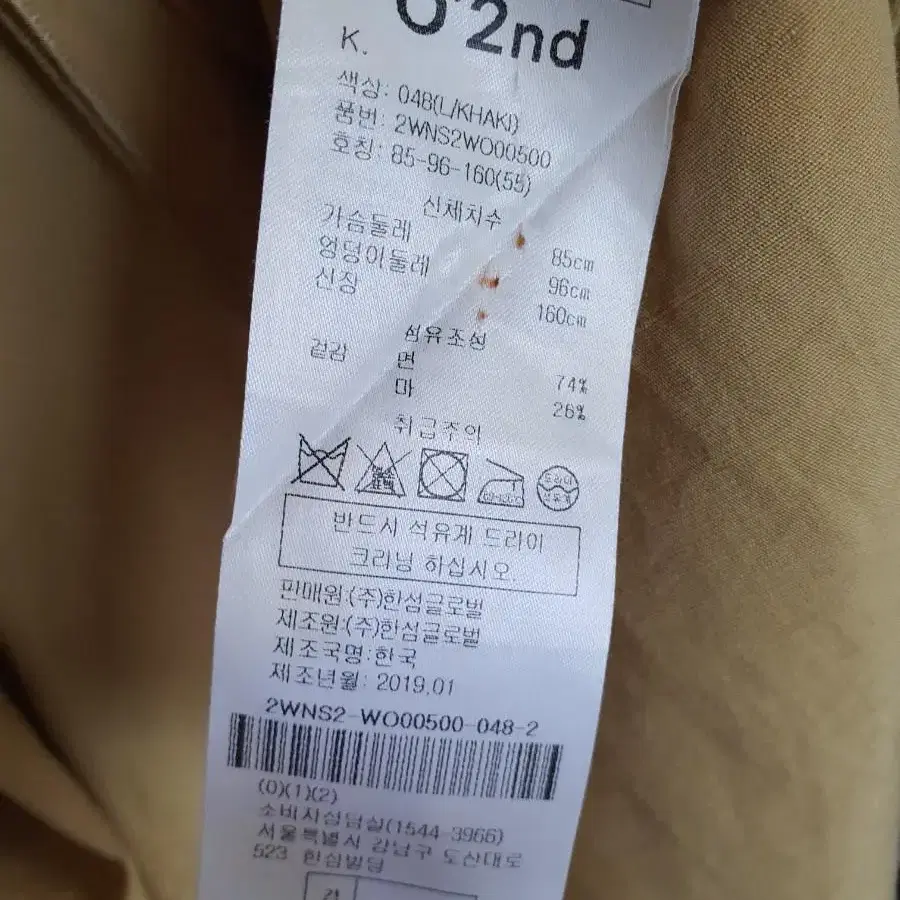 O'2nd
K.
색상: 048(L/KHAKI)
품번: 2WNS2WO00500
호칭: 85-96-160(55)
신체치수
가슴둘레 85cm
엉덩이둘레 96cm
신장 160cm
섬유조성
겉감 면 74%
마 26%
취급주의
드라이
석유계
반드시 석유계 드라이
크리닝 하십시오.
판매원:(주)한섬글로벌
제조원:(주)한섬글로벌
제조국명:한국
제조년월: 2019.01
2WNS2-WO00500-048-2
(0)(1)(2)
소비자상담실(1544-3966)
서울특별시 강남구 도산대로
523 한섬빌딩